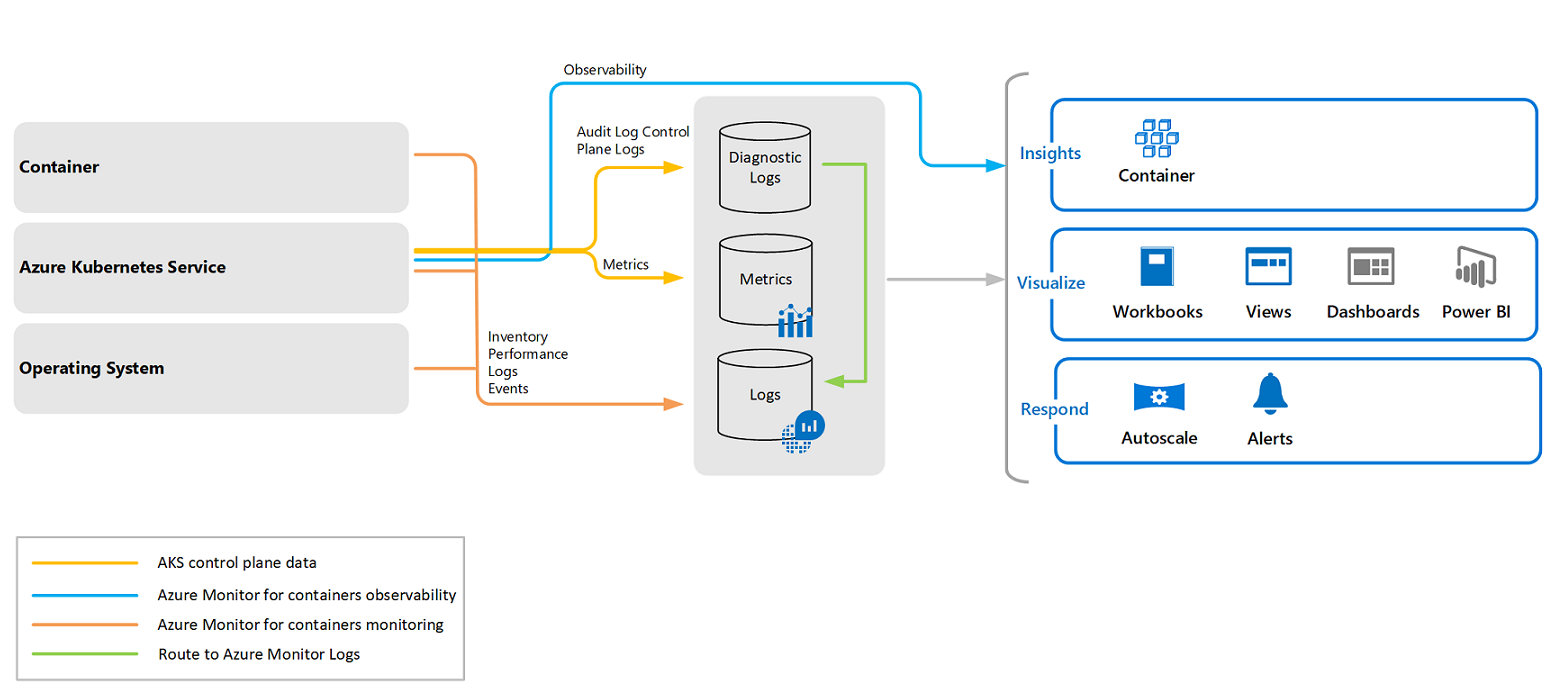 Observability
Audit Log Control
Plane Logs
Container
Azure Kubernetes Service
Operating System
Metrics
Inventory
Performance
Logs
Events
Diagnostic
Logs
Metrics
Logs
Insights
Container
Visualize
Workbooks
Views
Dashboards
Power BI
Respond
Autoscale
Alerts
AKS control plane data
Azure Monitor for containers observability
Azure Monitor for containers monitoring
Route to Azure Monitor Logs